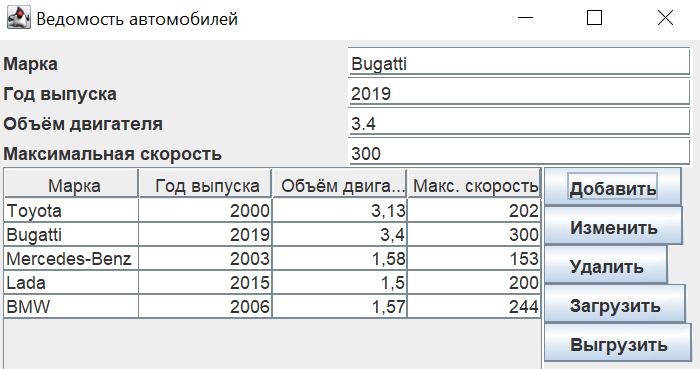 Ведомость автомобилей
Марка Bugatti
Год выпуска 2019
Объём двигателя 3.4
Максимальная скорость 300
Марка Год выпуска Объём двига... Макс. скорость Добавить
Toyota 2000 3,13 202
Bugatti 2019 3,4 300 Изменить
Mercedes-Benz 2003 1,58 153 Удалить
Lada 2015 1,5 200
BMW 2006 1,57 244 Загрузить
Выгрузить